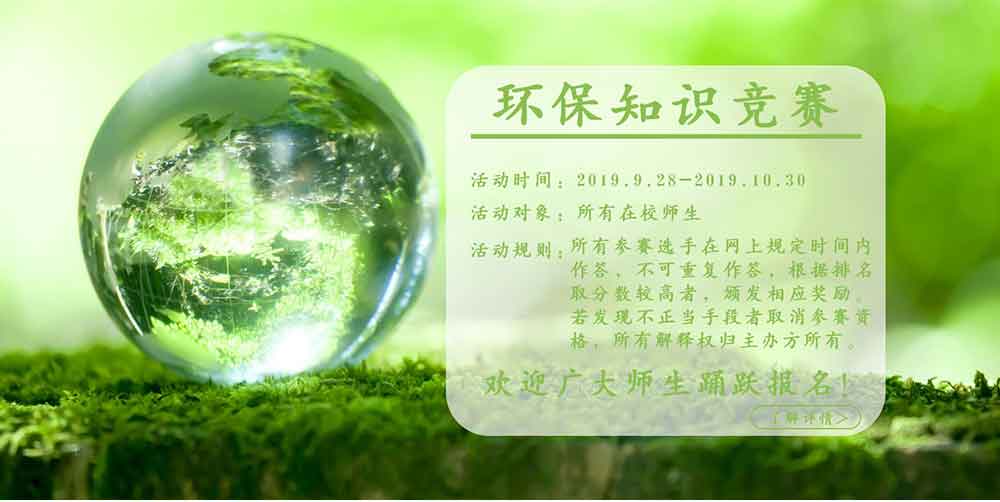 环保知识竞赛
活动时间：2019.9.28-2019.10.30
活动对象：所有在校师生
活动规则：所有参赛选手在网上规定时间内
作答，不可重复作答，根据排名
取分数较高者，颁发相应奖励。
若发现不正当手段者取消参赛资
格，所有解释权归主办方所有。
欢迎广大师生踊跃报名！
了解详情>